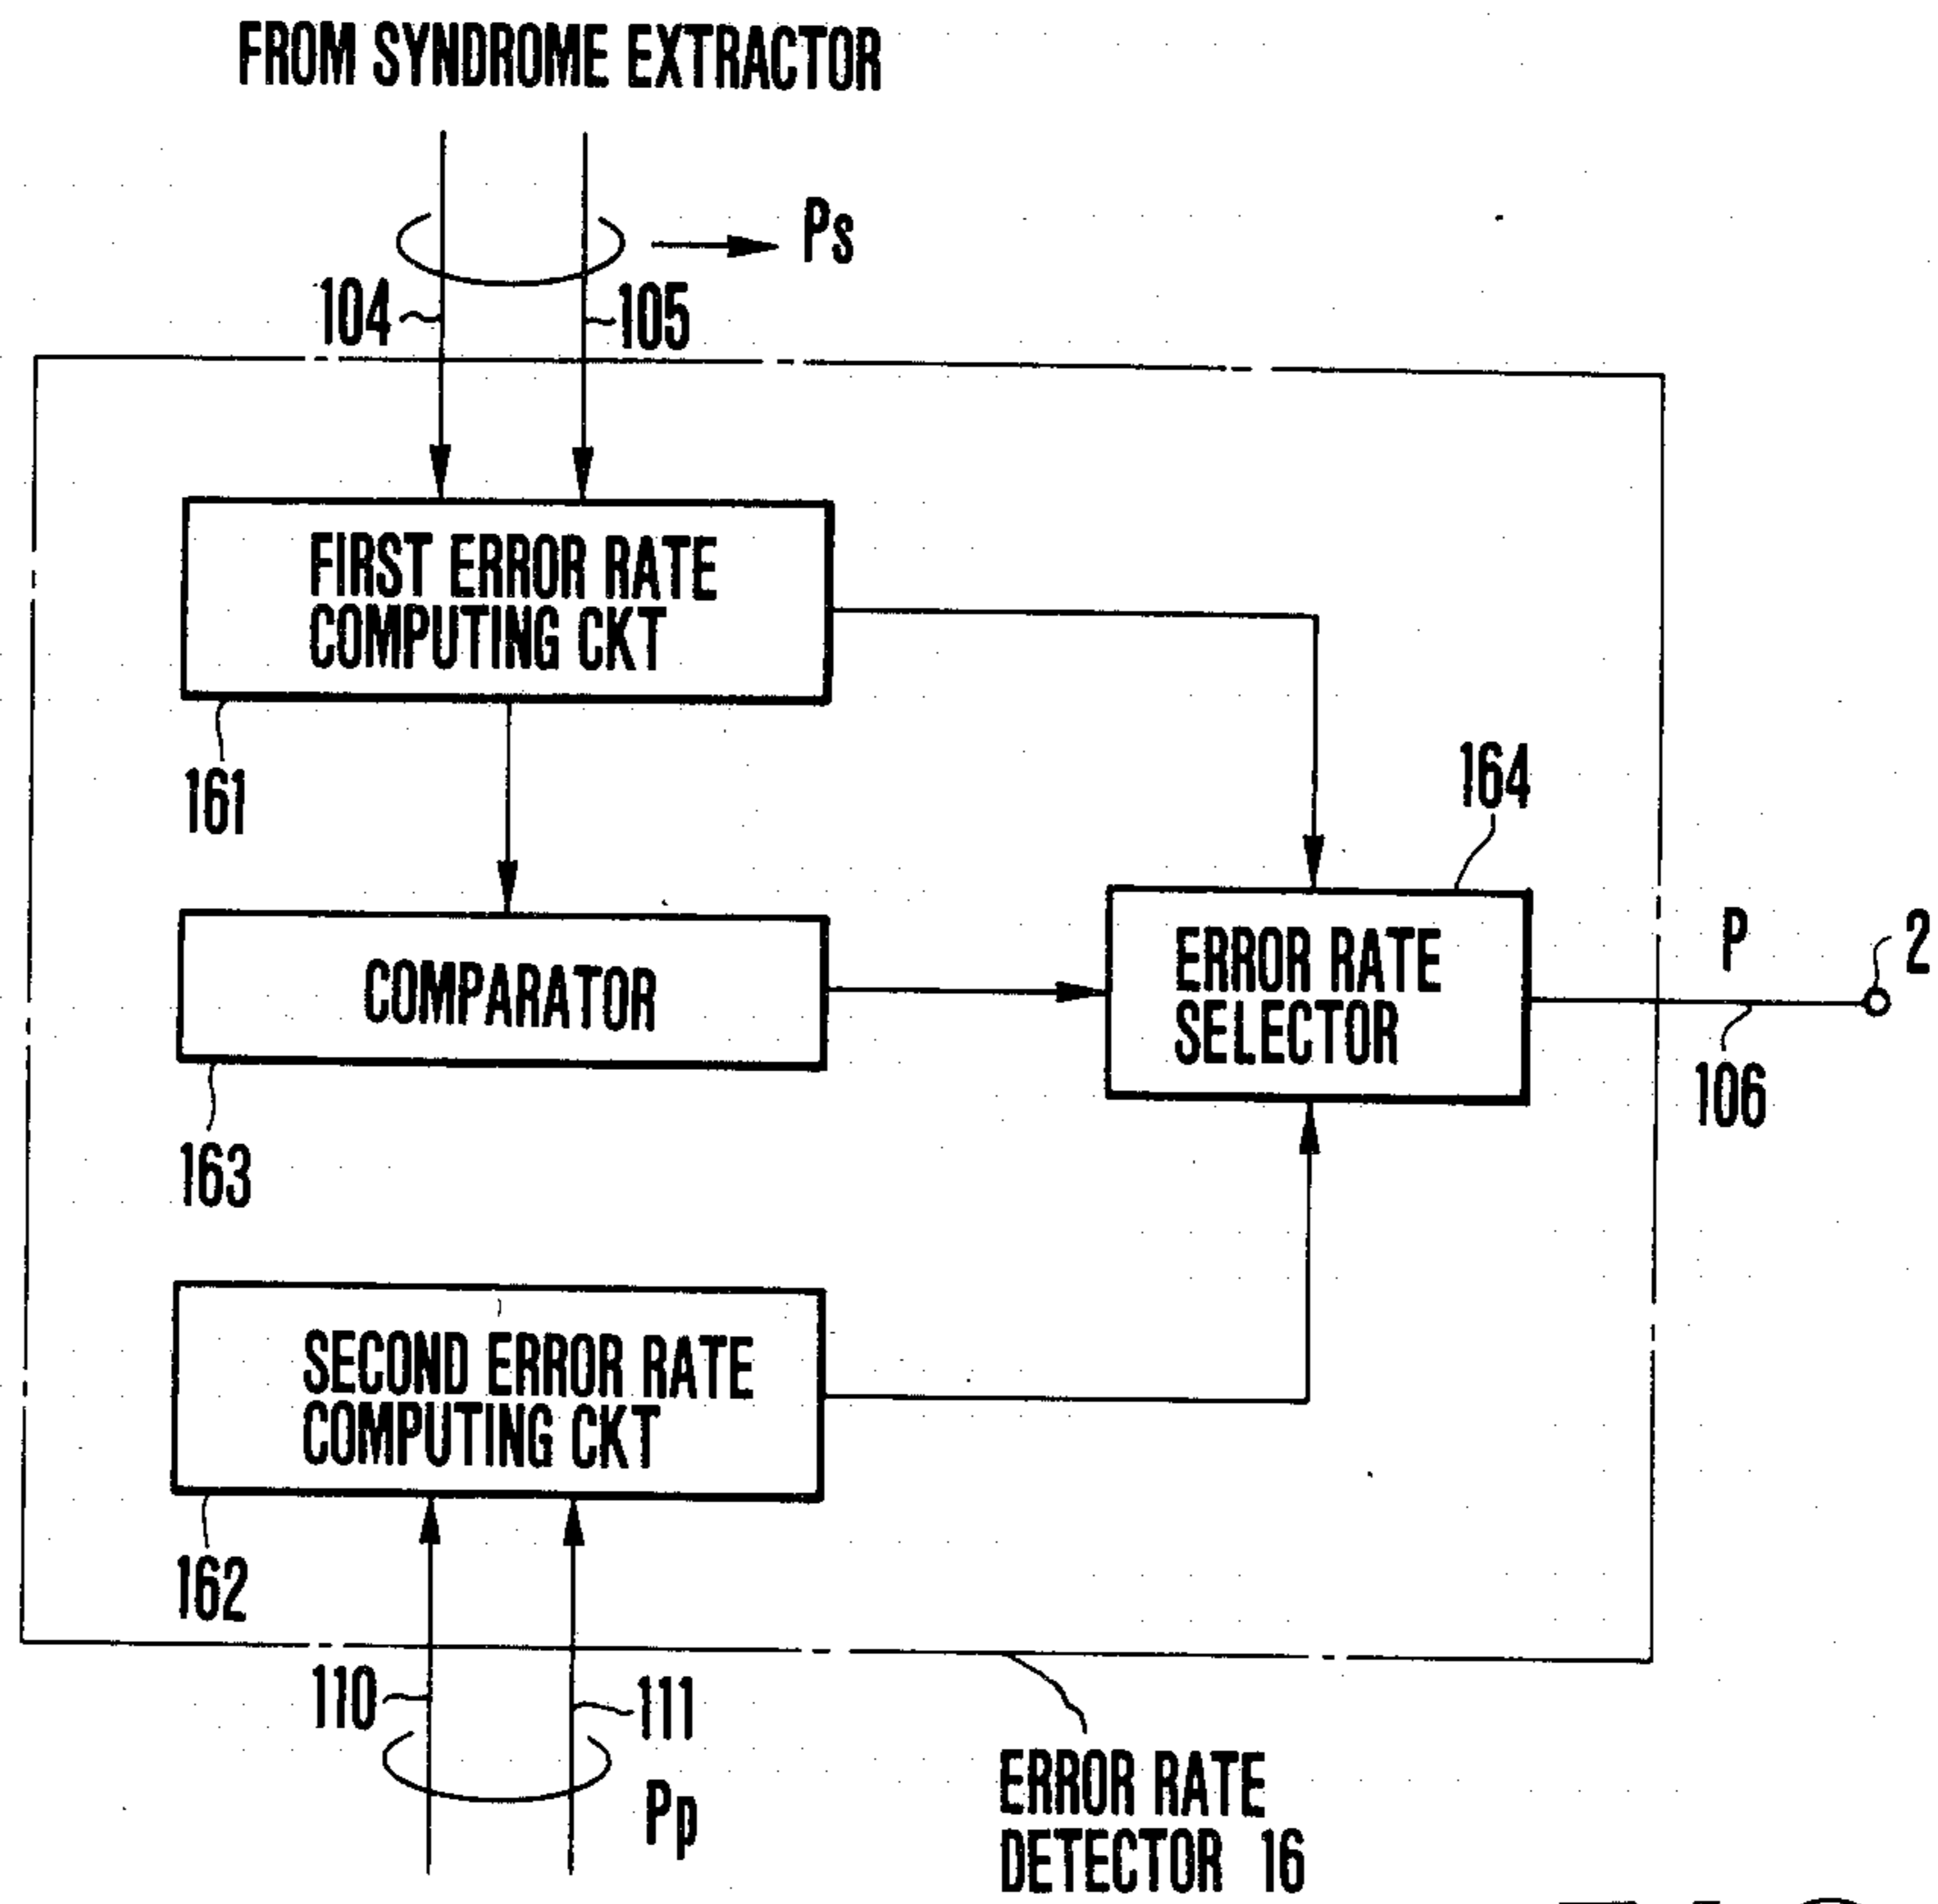 FROM SYNDROME EXTRACTOR
Ps
104
105
FIRST ERROR RATE
COMPUTING CKT
161
164
COMPARATOR
ERROR RATE
SELECTOR
P
2
106
163
SECOND ERROR RATE
COMPUTING CKT
162
110
111
Pp
ERROR RATE
DETECTOR 16